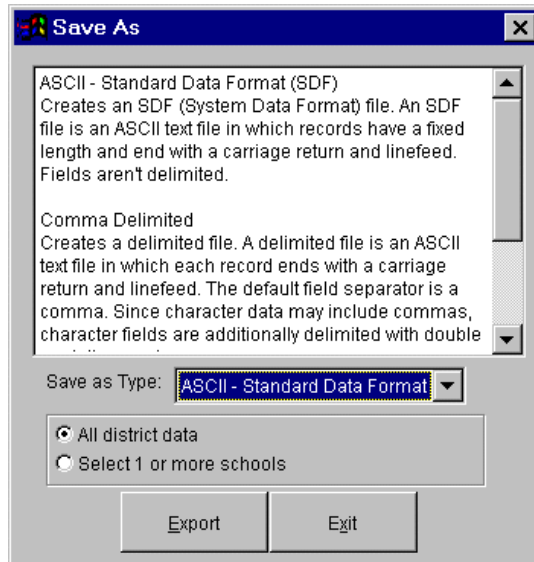 Save As
ASCII - Standard Data Format (SDF)
Creates an SDF (System Data Format) file. An SDF
file is an ASCII text file in which records have a fixed
length and end with a carriage return and linefeed.
Fields aren't delimited.
Comma Delimited
Creates a delimited file. A delimited file is an ASCII
text file in which each record ends with a carriage
return and linefeed. The default field separator is a
comma. Since character data may include commas,
character fields are additionally delimited with double
Save as Type: ASCII - Standard Data Format
All district data
Select 1 or more schools
Export Exit